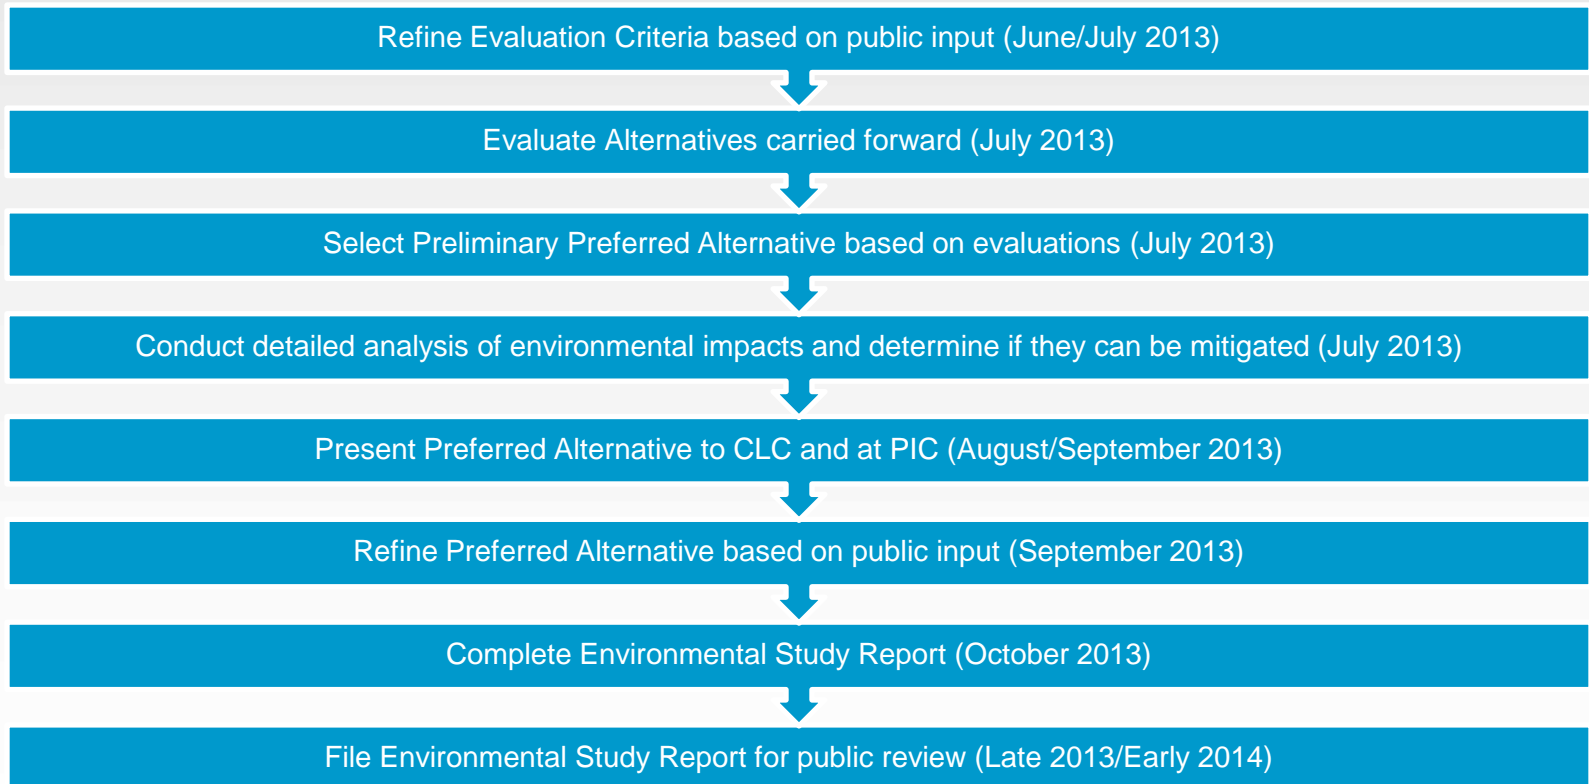 Refine Evaluation Criteria based on public input (June/July 2013)
Evaluate Alternatives carried forward (July 2013)
Select Preliminary Preferred Alternative based on evaluations (July 2013)
Conduct detailed analysis of environmental impacts and determine if they can be mitigated (July 2013)
Present Preferred Alternative to CLC and at PIC (August/September 2013)
Refine Preferred Alternative based on public input (September 2013)
Complete Environmental Study Report (October 2013)
File Environmental Study Report for public review (Late 2013/Early 2014)